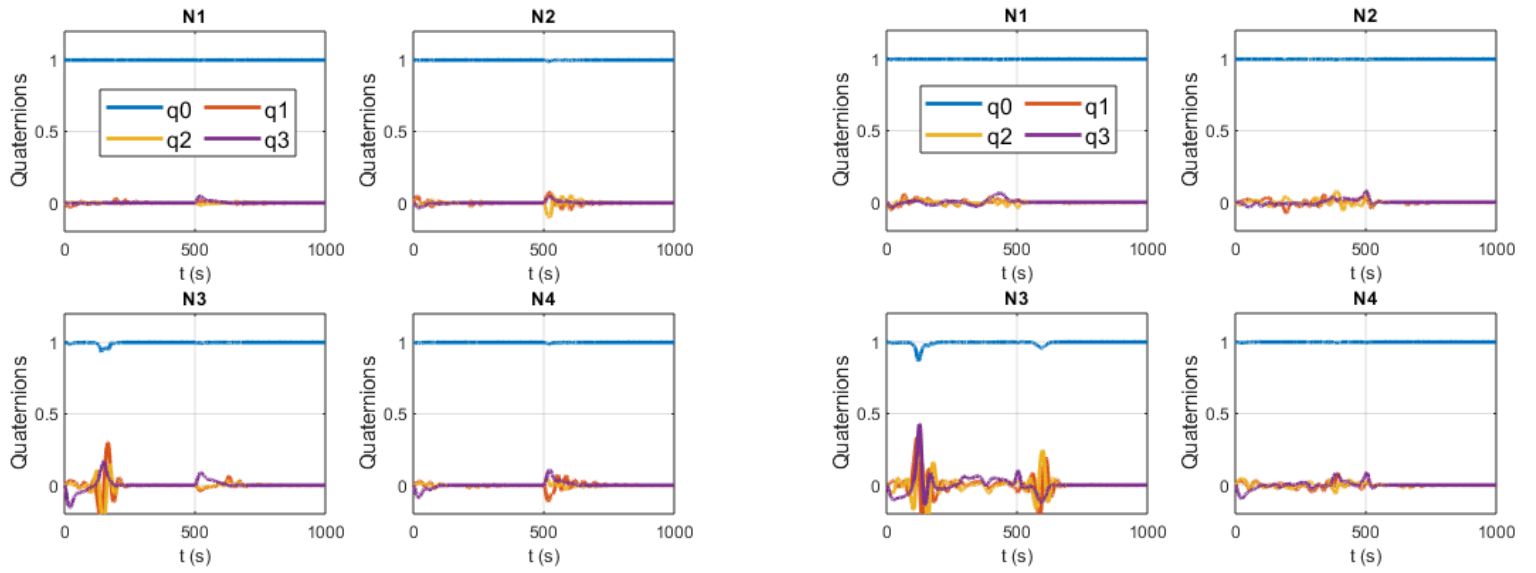 N1
Quaternions
1
0.5
0
q0 q1
q2 q3
0 500 1000
t (s)
N2
Quaternions
1
0.5
0
0 500 1000
t (s)
N3
Quaternions
1
0.5
0
0 500 1000
t (s)
N4
Quaternions
1
0.5
0
0 500 1000
t (s)
N1
Quaternions
1
0.5
0
q0 q1
q2 q3
0 500 1000
t (s)
N2
Quaternions
1
0.5
0
0 500 1000
t (s)
N3
Quaternions
1
0.5
0
0 500 1000
t (s)
N4
Quaternions
1
0.5
0
0 500 1000
t (s)